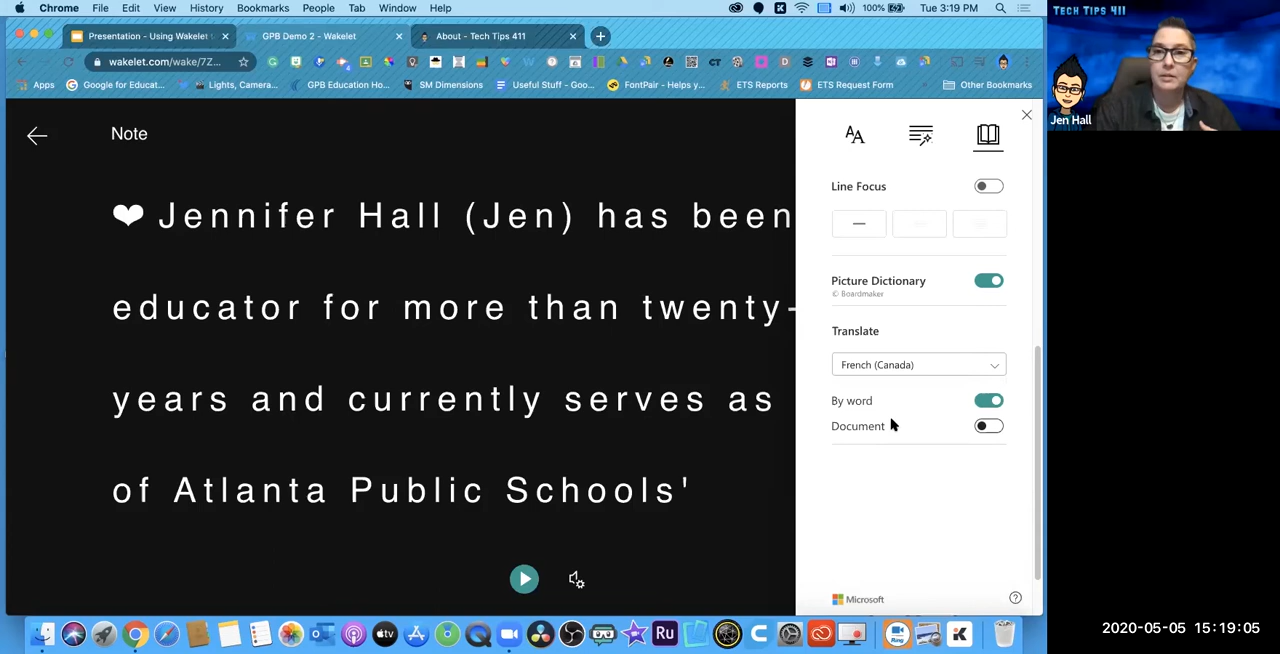 Chrome File Edit View History Bookmarks People Tab Window Help
100% Tue 3:19 PM
Presentation - Using Wakelet
GPB Demo 2 - Wakelet
About - Tech Tips 411
wakelet.com/wake/7Z...
Apps
Google for Educat...
Lights, Camera...
GPB Education Ho...
SM Dimensions
Useful Stuff - Goo...
FontPair - Helps y...
ETS Reports
ETS Request Form
Other Bookmarks
Note
❤ Jennifer Hall (Jen) has been
educator for more than twenty-
years and currently serves as
of Atlanta Public Schools'
Line Focus
Picture Dictionary
© Boardmaker
Translate
French (Canada)
By word
Document
Microsoft
TECH TIPS 411
Jen Hall
tv
Ru
Ring
K
2020-05-05 15:19:05